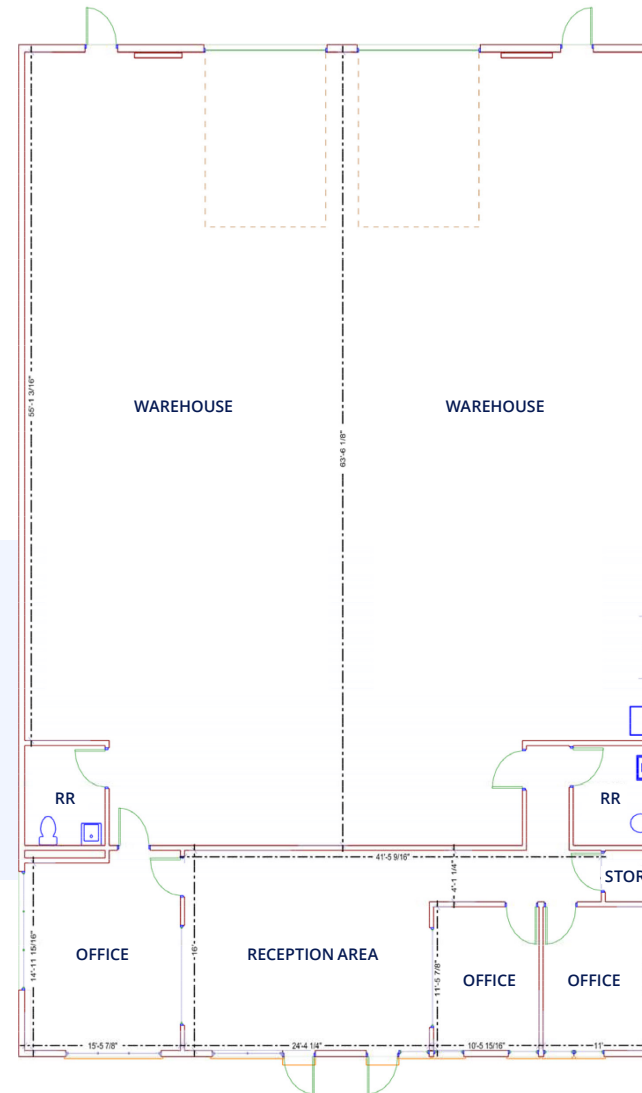 WAREHOUSE
WAREHOUSE
55'-1 3/16"
63'-6 1/8"
RR
RR
41'-5 9/16"
4'-1 1/4"
STOR
14'-11 15/16"
OFFICE
16'
RECEPTION AREA
11'-5 7/8"
OFFICE
OFFICE
15'-5 7/8"
24'-4 1/4"
10'-5 15/16"
11'